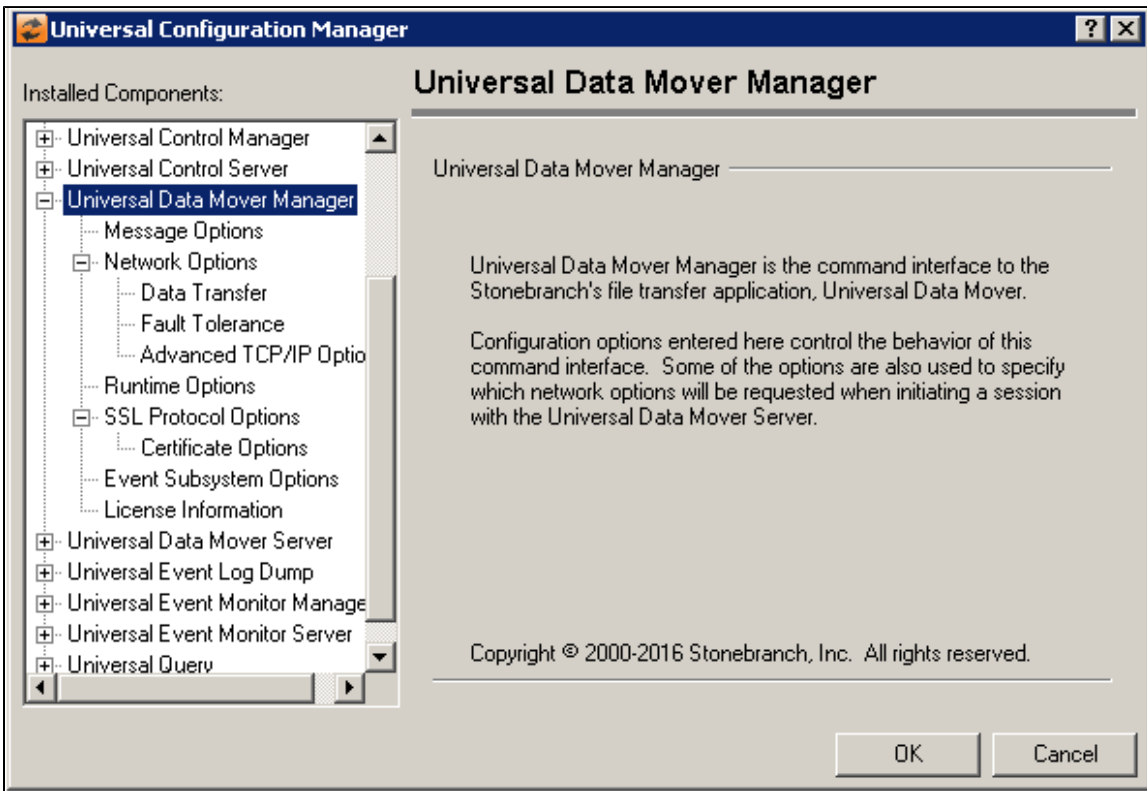 Universal Configuration Manager
Installed Components:
Universal Control Manager
Universal Control Server
Universal Data Mover Manager
Message Options
Network Options
Data Transfer
Fault Tolerance
Advanced TCP/IP Optio
Runtime Options
SSL Protocol Options
Certificate Options
Event Subsystem Options
License Information
Universal Data Mover Server
Universal Event Log Dump
Universal Event Monitor Manage
Universal Event Monitor Server
Universal Query
Universal Data Mover Manager
Universal Data Mover Manager
Universal Data Mover Manager is the command interface to the
Stonebranch's file transfer application, Universal Data Mover.
Configuration options entered here control the behavior of this
command interface.  Some of the options are also used to specify
which network options will be requested when initiating a session
with the Universal Data Mover Server.
Copyright © 2000-2016 Stonebranch, Inc.  All rights reserved.
OK
Cancel